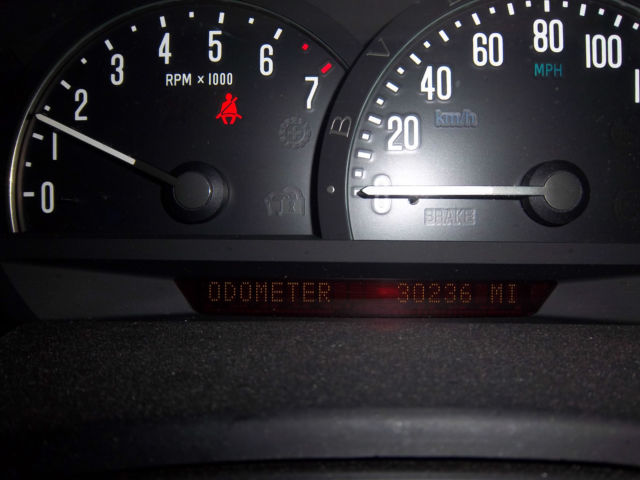 0 1 2 3 4 5 6 7
RPM × 1000
0 20 40 60 80 100
MPH
km/h
BRAKE
B V
ODOMETER 30236 MI